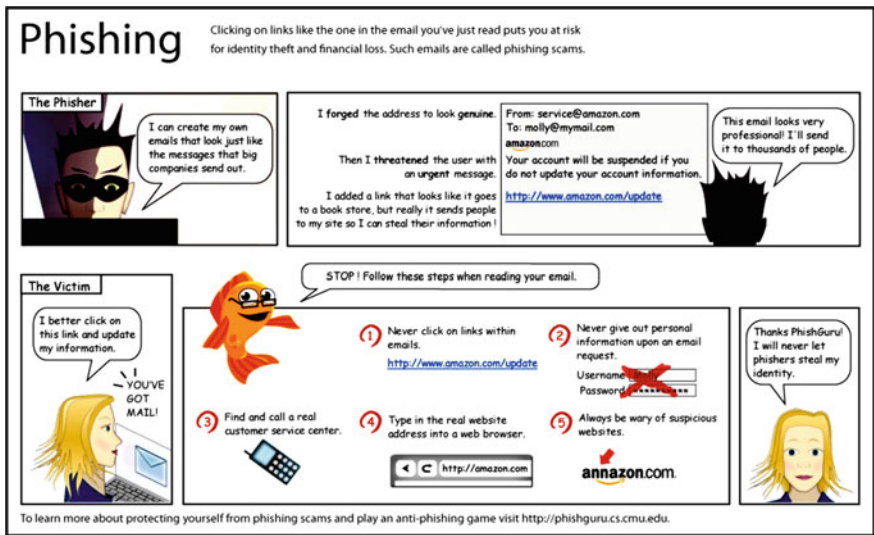 Phishing
Clicking on links like the one in the email you've just read puts you at risk
for identity theft and financial loss. Such emails are called phishing scams.
The Phisher
I can create my own
emails that look just like
the messages that big
companies send out.
I forged the address to look genuine.
From: service@amazon.com
To: molly@mymail.com
amazon.com
Then I threatened the user with
an urgent message.
Your account will be suspended if you
do not update your account information.
I added a link that looks like it goes
to a book store, but really it sends people
to my site so I can steal their information !
http://www.amazon.com/update
This email looks very
professional! I'll send
it to thousands of people.
The Victim
I better click on
this link and update
my information.
YOU'VE
GOT
MAIL!
STOP ! Follow these steps when reading your email.
1
Never click on links within
emails.
http://www.amazon.com/update
2
Never give out personal
information upon an email
request.
Username
Password **********
3
Find and call a real
customer service center.
4
Type in the real website
address into a web browser.
http://amazon.com
5
Always be wary of suspicious
websites.
annazon.com.
Thanks PhishGuru!
I will never let
phishers steal my
identity.
To learn more about protecting yourself from phishing scams and play an anti-phishing game visit http://phishguru.cs.cmu.edu.